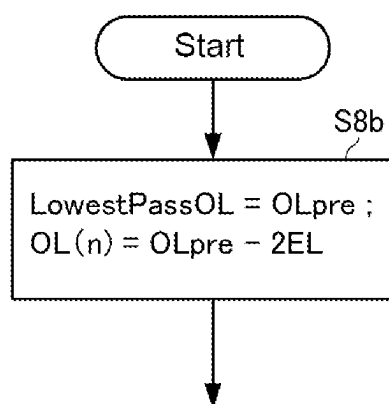 Start
S8b
LowestPassOL = OLpre ;
OL(n) = OLpre - 2EL